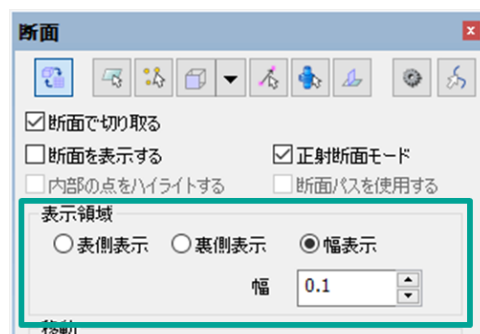 断面
断面で切り取る
断面を表示する 正射断面モード
内部の点をハイライトする 断面パスを使用する
表示領域
表側表示 裏側表示 幅表示
幅 0.1
移動